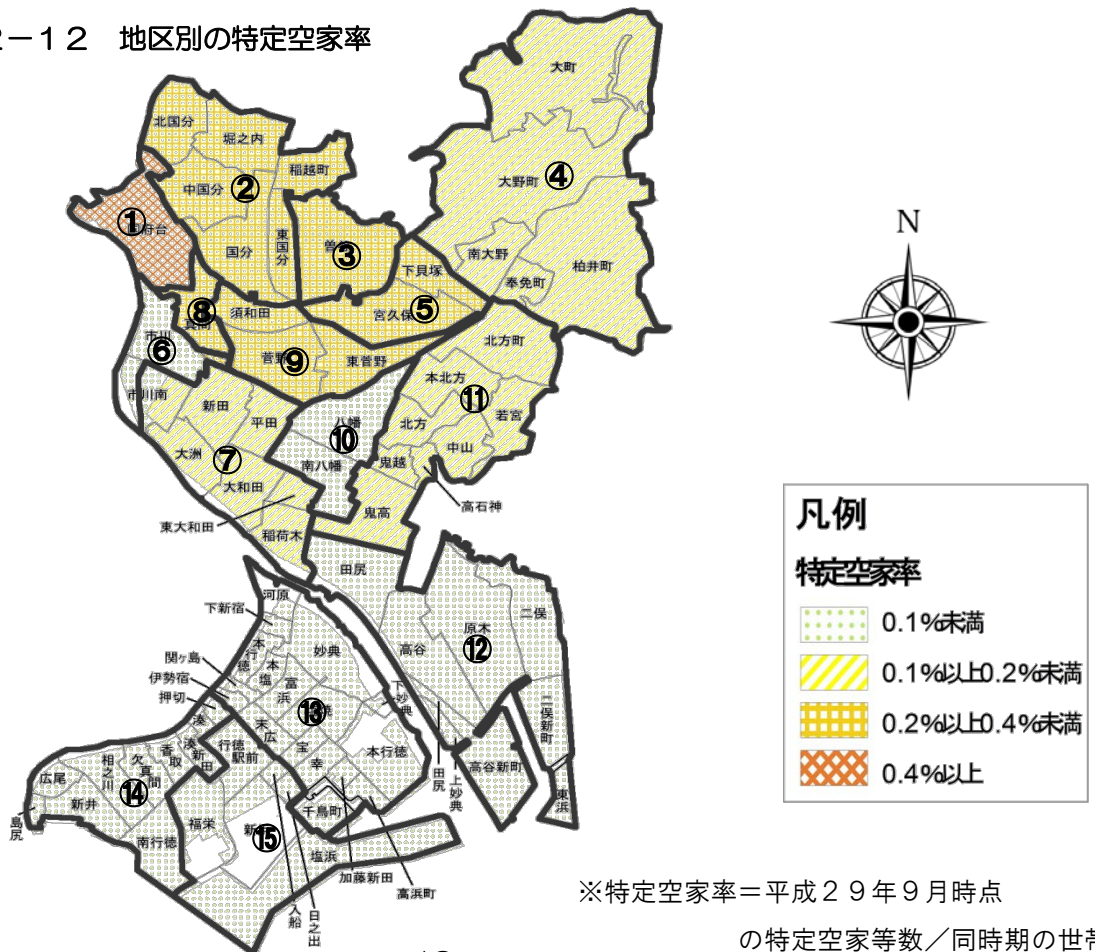 ２－１２　地区別の特定空家率
大町
北国分
堀之内
稲越町
大野町
④
中国分
②
①
国分
東国分
③
南大野
柏井町
下貝塚
奉免町
N
⑧
須和田
宮久保
⑤
⑥
菅野
⑨
東菅野
北方町
市川南
本北方
⑪
新田
平田
八幡
⑩
北方
若宮
大洲
⑦
南八幡
鬼越
中山
大和田
高石神
東大和田
鬼高
稲荷木
田尻
河原
下新宿
二俣
原木
本行徳
妙典
高谷
⑫
関ヶ島
本塩
伊勢宿
富浜
下妙典
押切
⑬
二俣新町
湊
末広
宝
本行徳
行徳駅前
湊新田
香取
欠真間
相之川
幸
田尻
上妙典
高谷新町
東浜
広尾
⑭
新井
千鳥町
島尻
福栄
⑮
南行徳
塩浜
加藤新田
高浜町
入船
日之出
凡例
特定空家率
0.1%未満
0.1%以上0.2%未満
0.2%以上0.4%未満
0.4%以上
※特定空家率＝平成２９年９月時点
の特定空家等数／同時期の世帯